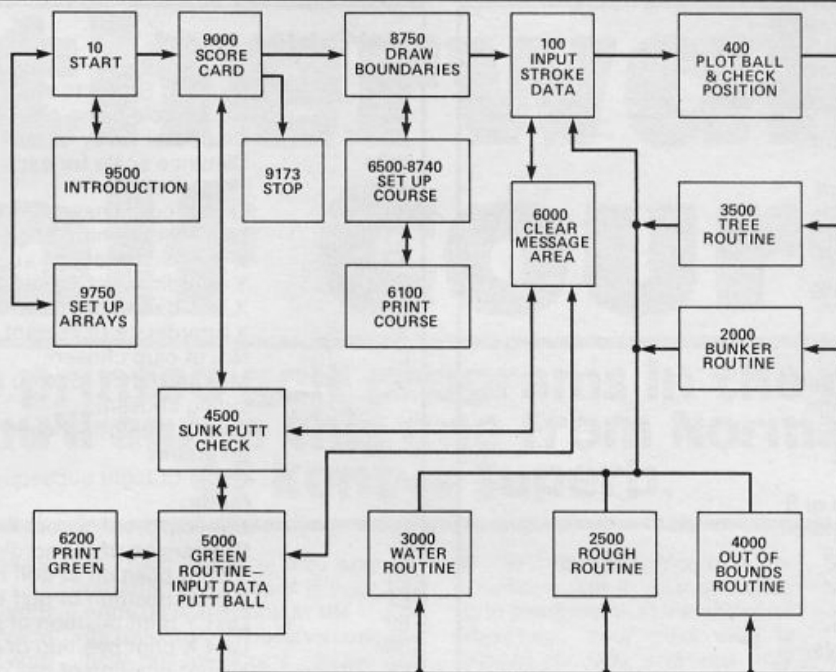 10
START
9000
SCORE
CARD
8750
DRAW
BOUNDARIES
100
INPUT
STROKE
DATA
400
PLOT BALL
& CHECK
POSITION
9500
INTRODUCTION
9173
STOP
6500-8740
SET UP
COURSE
6000
CLEAR
MESSAGE
AREA
3500
TREE
ROUTINE
9750
SET UP
ARRAYS
6100
PRINT
COURSE
2000
BUNKER
ROUTINE
4500
SUNK PUTT
CHECK
6200
PRINT
GREEN
5000
GREEN
ROUTINE–
INPUT DATA
PUTT BALL
3000
WATER
ROUTINE
2500
ROUGH
ROUTINE
4000
OUT OF
BOUNDS
ROUTINE